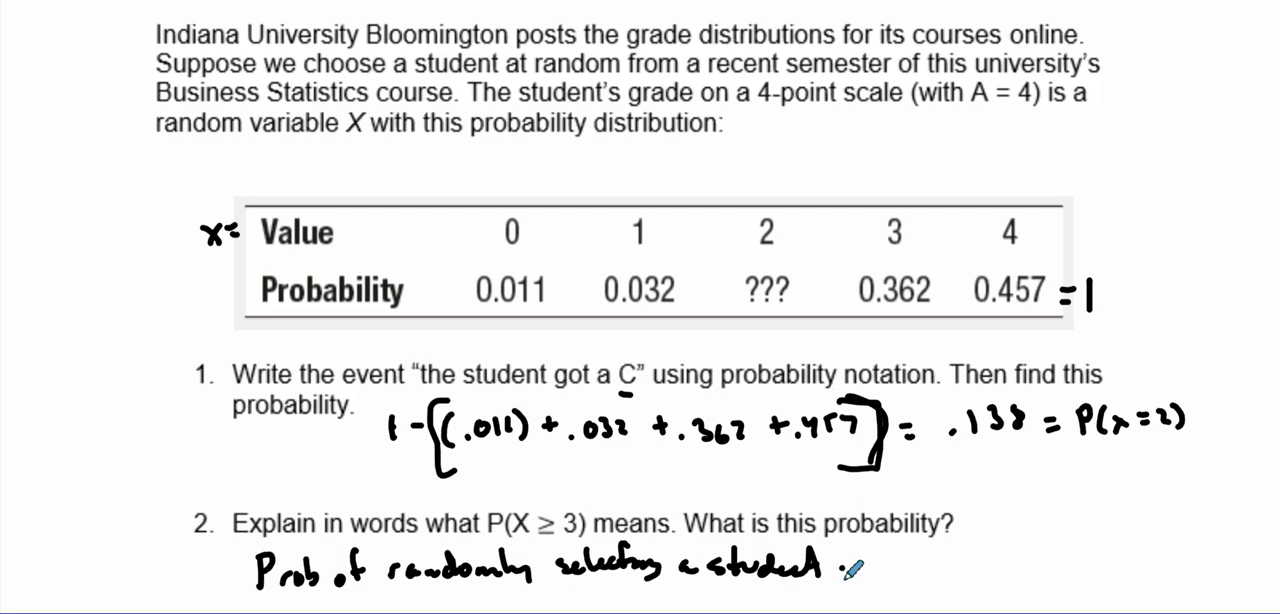 Indiana University Bloomington posts the grade distributions for its courses online.
Suppose we choose a student at random from a recent semester of this university's
Business Statistics course. The student's grade on a 4-point scale (with A = 4) is a
random variable X with this probability distribution:
x= Value 0 1 2 3 4
Probability 0.011 0.032 ??? 0.362 0.457 =1
1. Write the event "the student got a C" using probability notation. Then find this
probability.
1-[(.011) + .032 + .362 + .457] = .138 = P(x=2)
2. Explain in words what P(X ≥ 3) means. What is this probability?
Prob of randomly selecting a student